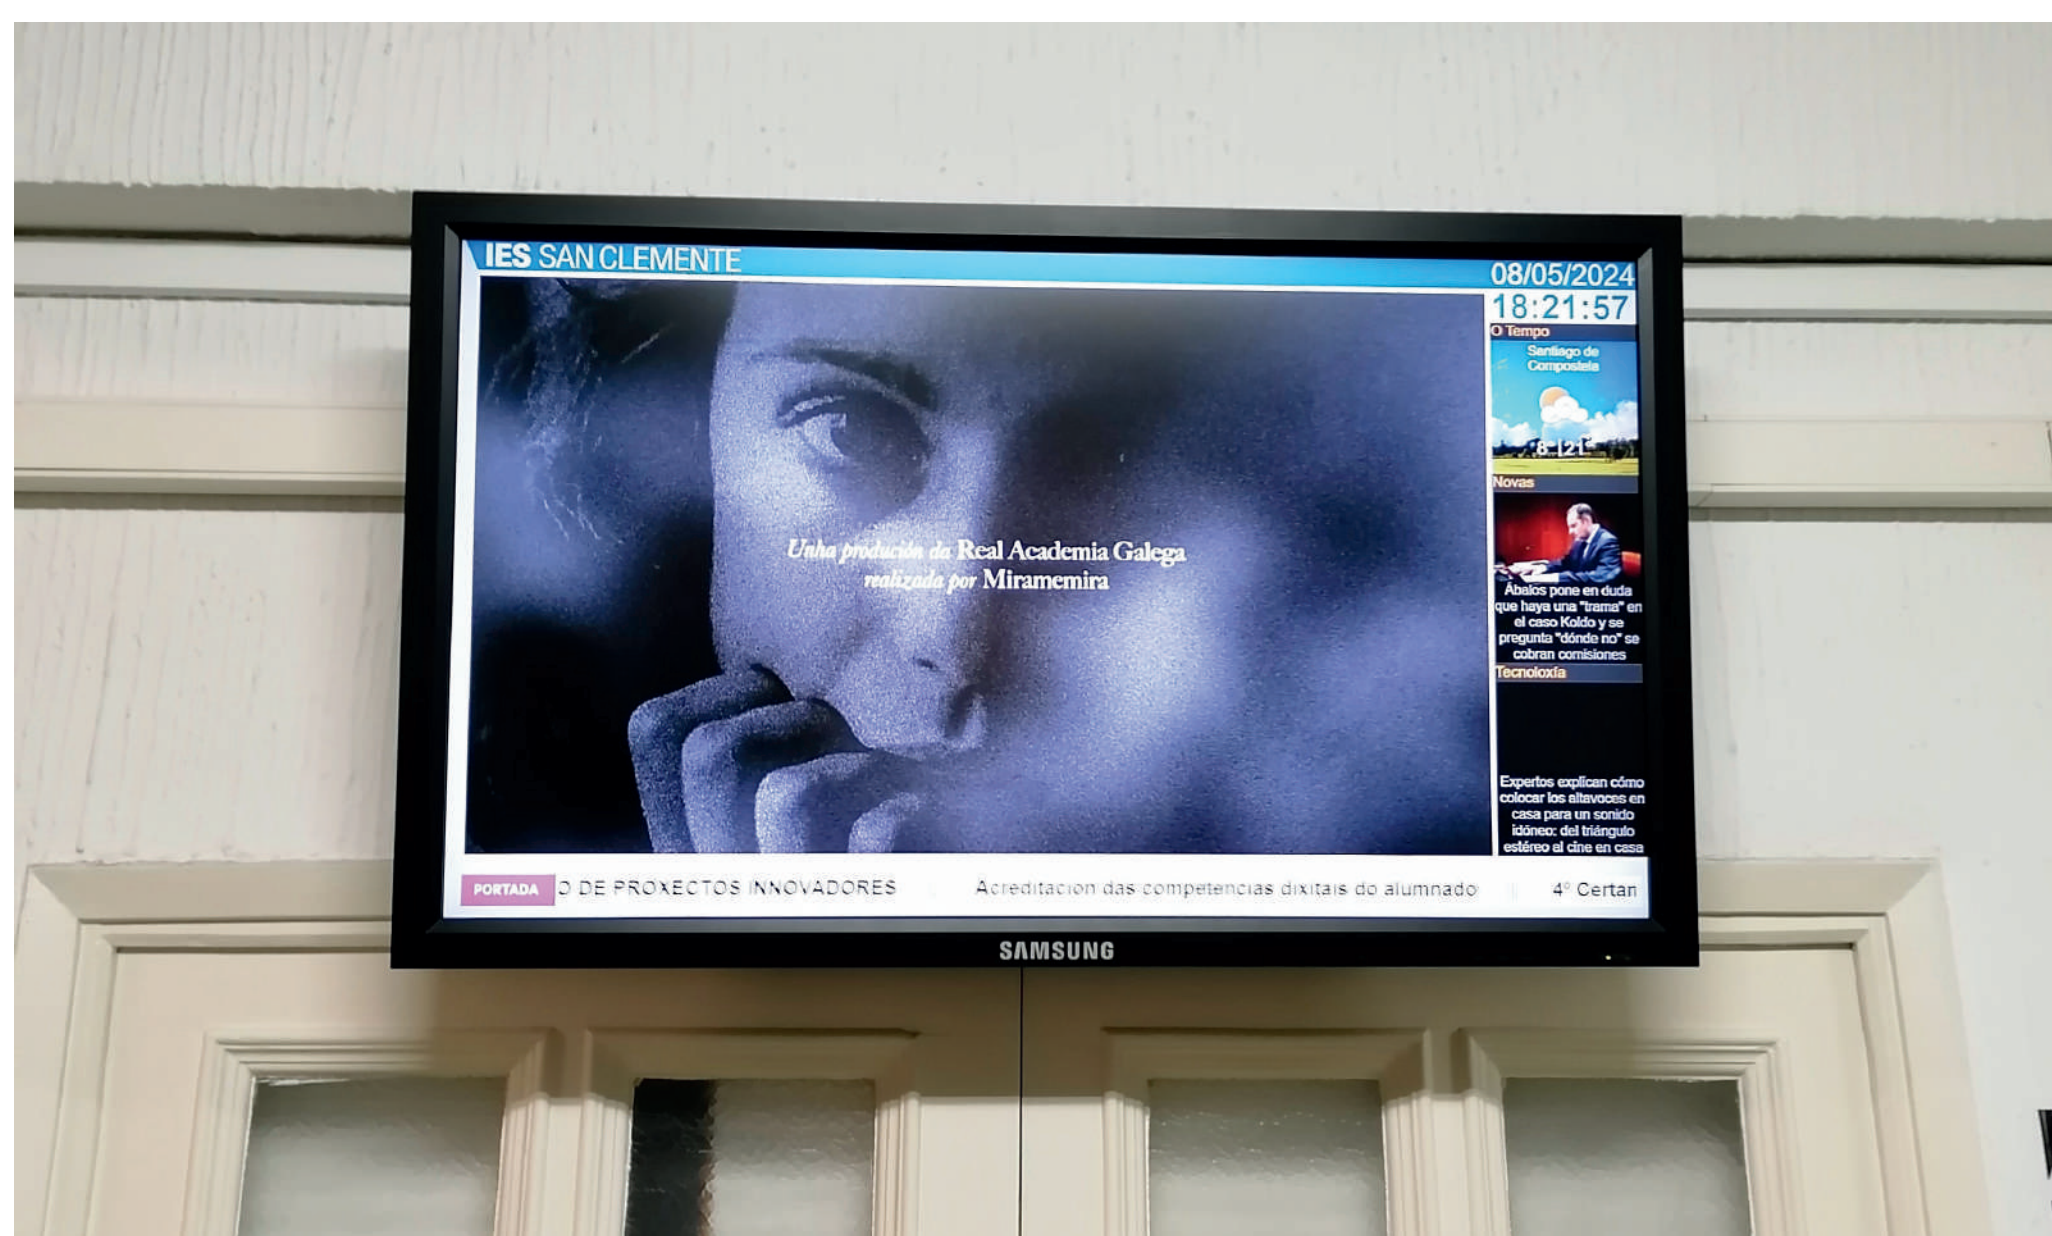 IES SAN CLEMENTE
08/05/2024
18:21:57
O Tempo
Santiago de
Compostela
8º|21º
Unha produción da Real Academia Galega
realizada por Miramemira
Novas
Ábalos pone en duda
que haya una "trama" en
el caso Koldo y se
pregunta "dónde no" se
cobran comisiones
Tecnoloxía
Expertos explican cómo
colocar los altavoces en
casa para un sonido
idóneo: del triángulo
estéreo al cine en casa
PORTADA O DE PROXECTOS INNOVADORES Acreditación das competencias dixitais do alumnado 4º Certan
SAMSUNG